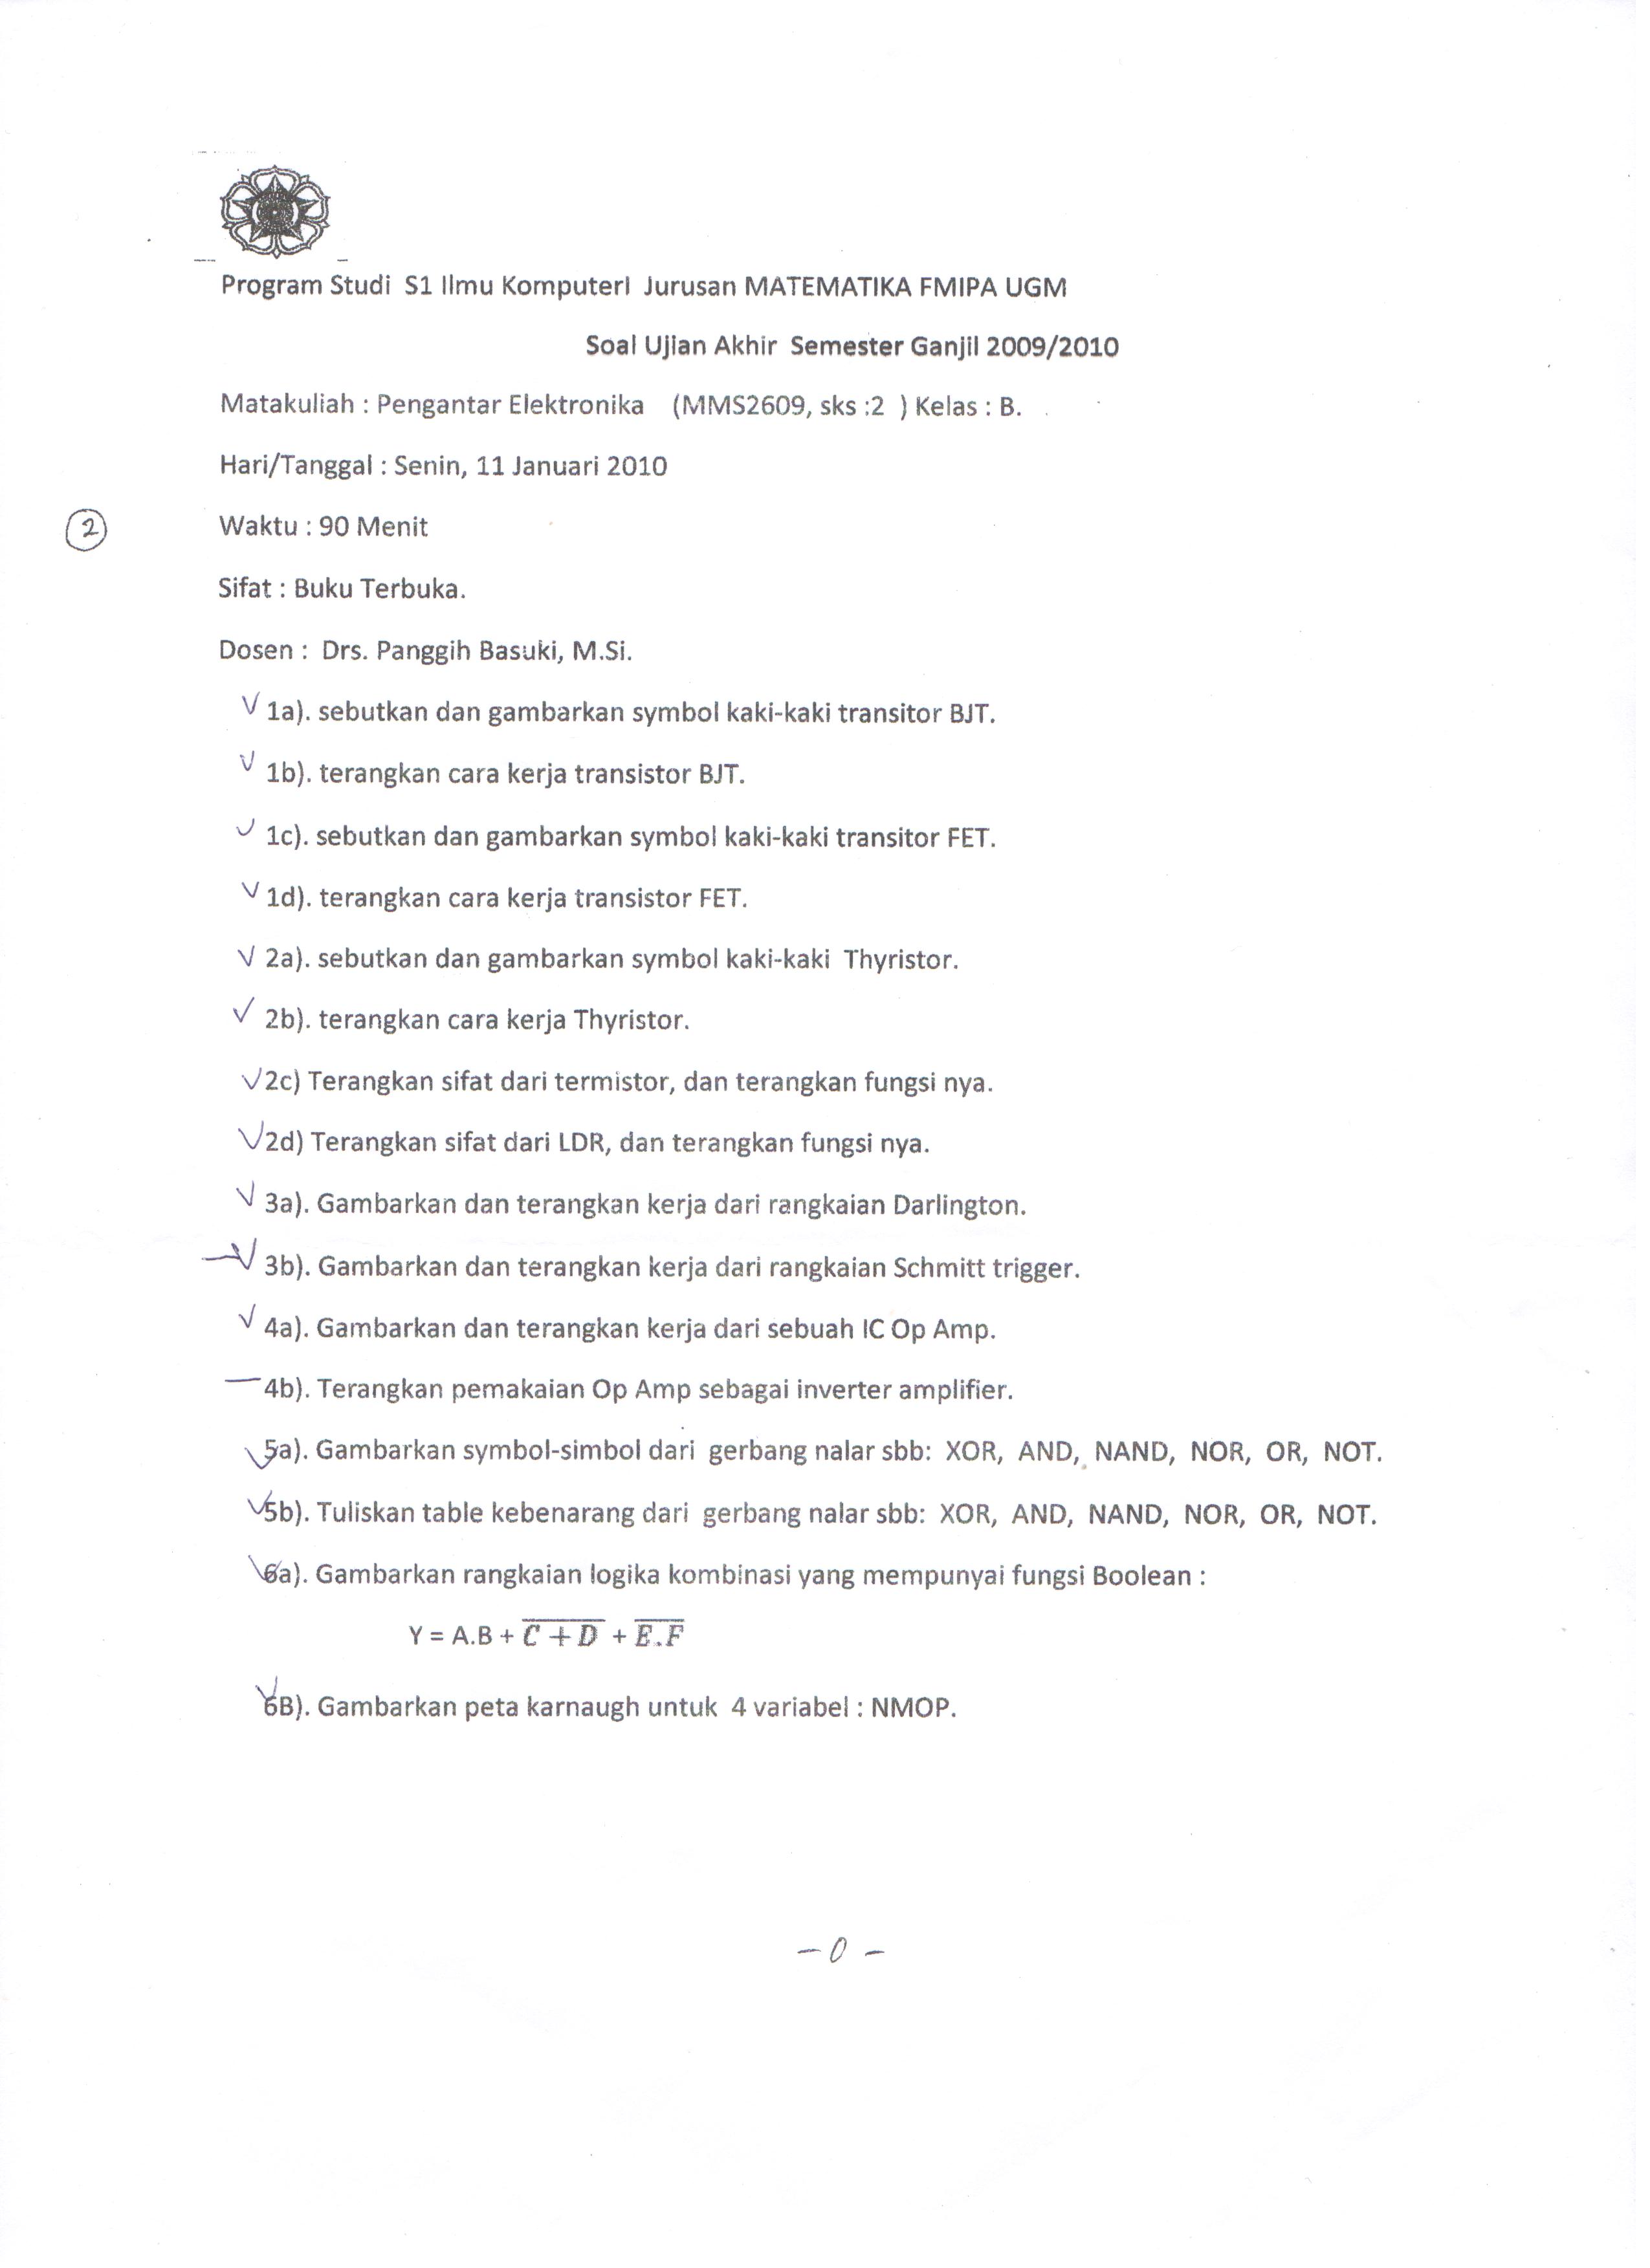 Program Studi S1 Ilmu KomputerI Jurusan MATEMATIKA FMIPA UGM
Soal Ujian Akhir Semester Ganjil 2009/2010
Matakuliah : Pengantar Elektronika (MMS2609, sks :2 ) Kelas : B.
Hari/Tanggal : Senin, 11 Januari 2010
2
Waktu : 90 Menit
Sifat : Buku Terbuka.
Dosen : Drs. Panggih Basuki, M.Si.
1a). sebutkan dan gambarkan symbol kaki-kaki transitor BJT.
1b). terangkan cara kerja transistor BJT.
1c). sebutkan dan gambarkan symbol kaki-kaki transitor FET.
1d). terangkan cara kerja transistor FET.
2a). sebutkan dan gambarkan symbol kaki-kaki Thyristor.
2b). terangkan cara kerja Thyristor.
2c) Terangkan sifat dari termistor, dan terangkan fungsi nya.
2d) Terangkan sifat dari LDR, dan terangkan fungsi nya.
3a). Gambarkan dan terangkan kerja dari rangkaian Darlington.
3b). Gambarkan dan terangkan kerja dari rangkaian Schmitt trigger.
4a). Gambarkan dan terangkan kerja dari sebuah IC Op Amp.
4b). Terangkan pemakaian Op Amp sebagai inverter amplifier.
5a). Gambarkan symbol-simbol dari gerbang nalar sbb: XOR, AND, NAND, NOR, OR, NOT.
5b). Tuliskan table kebenarang dari gerbang nalar sbb: XOR, AND, NAND, NOR, OR, NOT.
6a). Gambarkan rangkaian logika kombinasi yang mempunyai fungsi Boolean :
Y = A.B + \overline{C + D} + \overline{E.F}
6B). Gambarkan peta karnaugh untuk 4 variabel : NMOP.
- 0 -